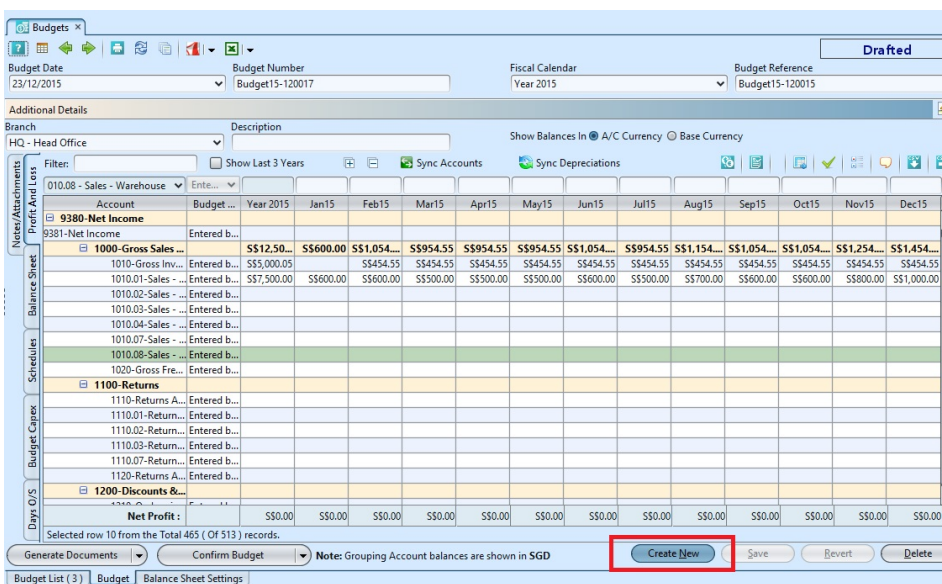 Budgets ×
Drafted
Budget Date Budget Number Fiscal Calendar Budget Reference
23/12/2015 Budget15-120017 Year 2015 Budget15-120015
Additional Details
Branch Description
HQ - Head Office Show Balances In A/C Currency Base Currency
Notes/Attachments
Profit And Loss
Balance Sheet
Schedules
Budget Capex
Days O/S
Filter: Show Last 3 Years Sync Accounts Sync Depreciations
010.08 - Sales - Warehouse Ente...
Account Budget ... Year 2015 Jan15 Feb15 Mar15 Apr15 May15 Jun15 Jul15 Aug15 Sep15 Oct15 Nov15 Dec15
9380-Net Income
9381-Net Income Entered b...
1000-Gross Sales ... S$12,50... S$600.00 S$1,054.... S$954.55 S$954.55 S$954.55 S$1,054.... S$954.55 S$1,154.... S$1,054.... S$1,054.... S$1,254.... S$1,454....
1010-Gross Inv... Entered b... S$5,000.05 S$454.55 S$454.55 S$454.55 S$454.55 S$454.55 S$454.55 S$454.55 S$454.55 S$454.55 S$454.55 S$454.55
1010.01-Sales - ... Entered b... S$7,500.00 S$600.00 S$600.00 S$500.00 S$500.00 S$500.00 S$600.00 S$500.00 S$700.00 S$600.00 S$600.00 S$800.00 S$1,000.00
1010.02-Sales - ... Entered b...
1010.03-Sales - ... Entered b...
1010.04-Sales - ... Entered b...
1010.07-Sales - ... Entered b...
1010.08-Sales - ... Entered b...
1020-Gross Fre... Entered b...
1100-Returns
1110-Returns A... Entered b...
1110.01-Return... Entered b...
1110.02-Return... Entered b...
1110.03-Return... Entered b...
1110.07-Return... Entered b...
1120-Returns A... Entered b...
1200-Discounts &...
Net Profit : S$0.00 S$0.00 S$0.00 S$0.00 S$0.00 S$0.00 S$0.00 S$0.00 S$0.00 S$0.00 S$0.00 S$0.00 S$0.00
Selected row 10 from the Total 465 ( Of 513 ) records.
Generate Documents Confirm Budget Note: Grouping Account balances are shown in SGD Create New Save Revert Delete
Budget List ( 3 ) Budget Balance Sheet Settings